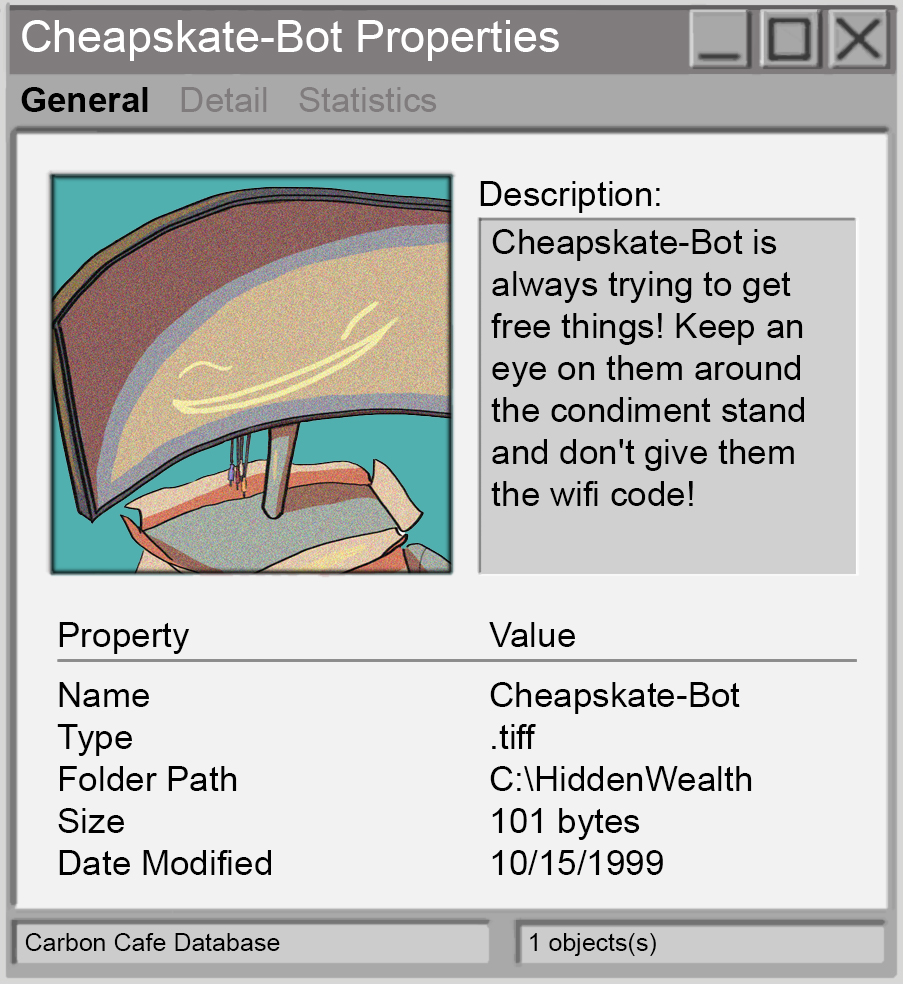 Cheapskate-Bot Properties
General Detail Statistics
Description:
Cheapskate-Bot is
always trying to get
free things! Keep an
eye on them around
the condiment stand
and don't give them
the wifi code!
Property Value
Name Cheapskate-Bot
Type .tiff
Folder Path C:\HiddenWealth
Size 101 bytes
Date Modified 10/15/1999
Carbon Cafe Database 1 objects(s)